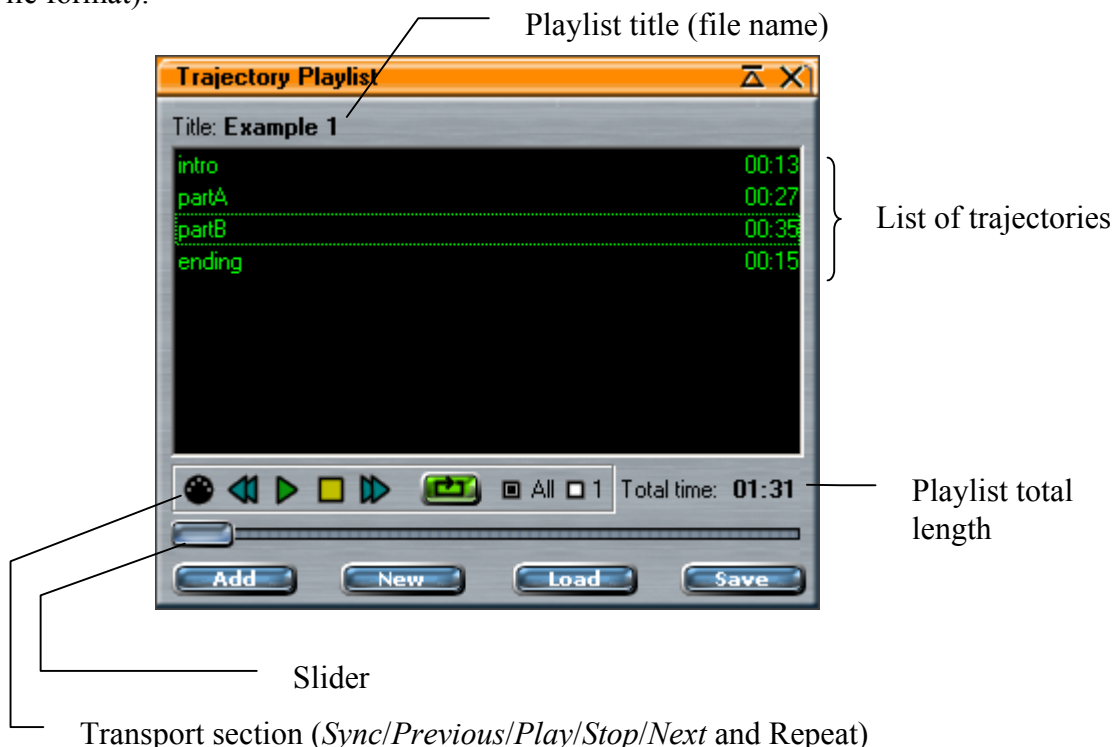 Playlist title (file name)
Trajectory Playlist
Title: Example 1
intro 00:13
partA 00:27
partB 00:35
ending 00:15
List of trajectories
All 1 Total time: 01:31
Playlist total
length
Add New Load Save
Slider
Transport section (Sync/Previous/Play/Stop/Next and Repeat)